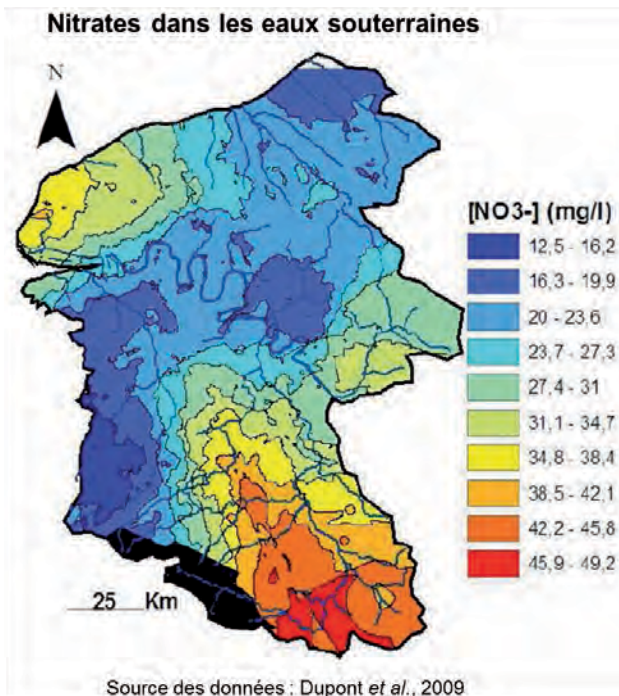 Nitrates dans les eaux souterraines
N
[NO3-] (mg/l)
12,5 - 16,2
16,3 - 19,9
20 - 23,6
23,7 - 27,3
27,4 - 31
31,1 - 34,7
34,8 - 38,4
38,5 - 42,1
42,2 - 45,8
45,9 - 49,2
25 Km
Source des données : Dupont et al., 2009